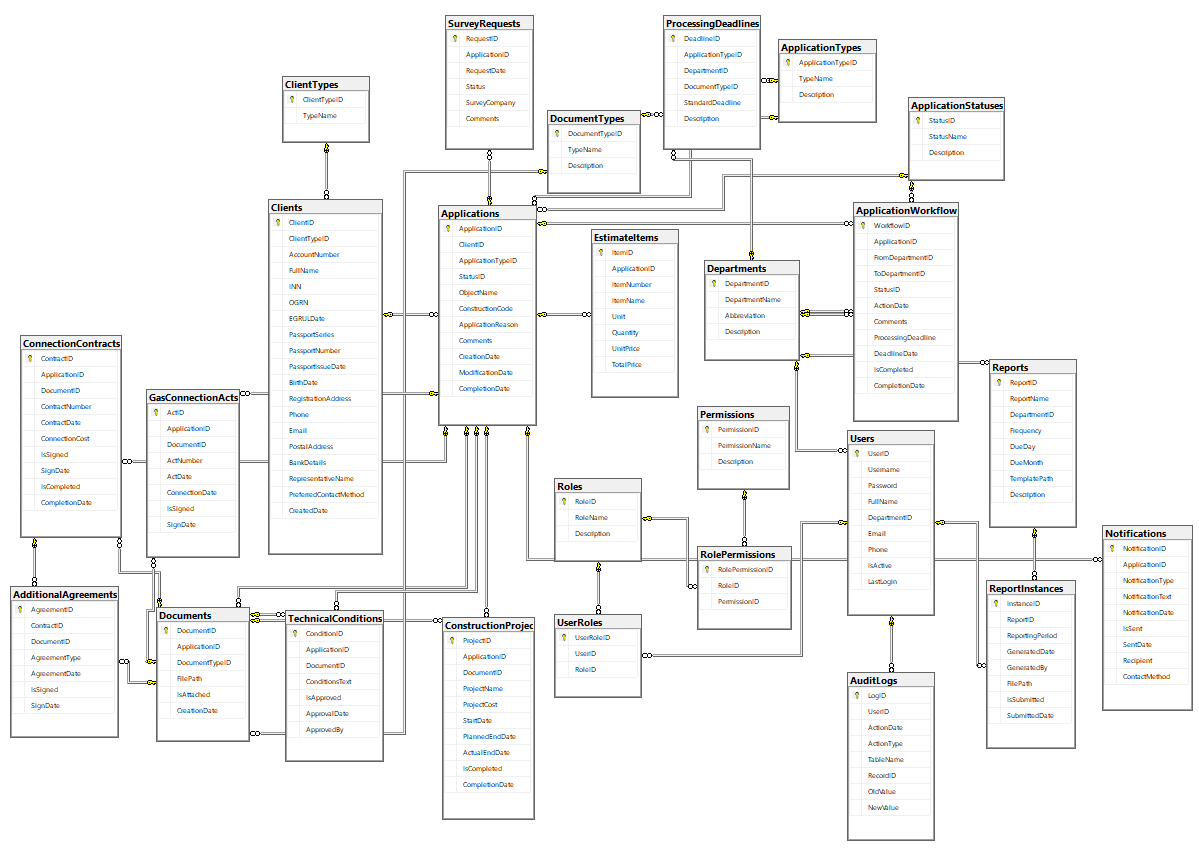 SurveyRequests
RequestID
ApplicationID
RequestDate
Status
SurveyCompany
Comments
ProcessingDeadlines
DeadlineID
ApplicationTypeID
DepartmentID
DocumentTypeID
StandardDeadline
Description
ApplicationTypes
ApplicationTypeID
TypeName
Description
ClientTypes
ClientTypeID
TypeName
DocumentTypes
DocumentTypeID
TypeName
Description
ApplicationStatuses
StatusID
StatusName
Description
Clients
ClientID
ClientTypeID
AccountNumber
FullName
INN
OGRN
EGRULDate
PassportSeries
PassportNumber
PassportIssueDate
BirthDate
RegistrationAddress
Phone
Email
PostalAddress
BankDetails
RepresentativeName
PreferredContactMethod
CreatedDate
Applications
ApplicationID
ClientID
ApplicationTypeID
StatusID
ObjectName
ConstructionCode
ApplicationReason
Comments
CreationDate
ModificationDate
CompletionDate
EstimateItems
ItemID
ApplicationID
ItemNumber
ItemName
Unit
Quantity
UnitPrice
TotalPrice
Departments
DepartmentID
DepartmentName
Abbreviation
Description
ApplicationWorkflow
WorkflowID
ApplicationID
FromDepartmentID
ToDepartmentID
StatusID
ActionDate
Comments
ProcessingDeadline
DeadlineDate
IsCompleted
CompletionDate
ConnectionContracts
ContractID
ApplicationID
DocumentID
ContractNumber
ContractDate
ConnectionCost
IsSigned
SignDate
IsCompleted
CompletionDate
GasConnectionActs
ActID
ApplicationID
DocumentID
ActNumber
ActDate
ConnectionDate
IsSigned
SignDate
Reports
ReportID
ReportName
DepartmentID
Frequency
DueDay
DueMonth
TemplatePath
Description
Permissions
PermissionID
PermissionName
Description
Users
UserID
Username
Password
FullName
DepartmentID
Email
Phone
IsActive
LastLogin
Roles
RoleID
RoleName
Description
RolePermissions
RolePermissionID
RoleID
PermissionID
Notifications
NotificationID
ApplicationID
NotificationType
NotificationText
NotificationDate
IsSent
SentDate
Recipient
ContactMethod
AdditionalAgreements
AgreementID
ContractID
DocumentID
AgreementType
AgreementDate
IsSigned
SignDate
Documents
DocumentID
ApplicationID
DocumentTypeID
FilePath
IsAttached
CreationDate
TechnicalConditions
ConditionID
ApplicationID
DocumentID
ConditionsText
IsApproved
ApprovalDate
ApprovedBy
ConstructionProjec
ProjectID
ApplicationID
DocumentID
ProjectName
ProjectCost
StartDate
PlannedEndDate
ActualEndDate
IsCompleted
CompletionDate
UserRoles
UserRoleID
UserID
RoleID
ReportInstances
InstanceID
ReportID
ReportingPeriod
GeneratedDate
GeneratedBy
FilePath
IsSubmitted
SubmittedDate
AuditLogs
LogID
UserID
ActionDate
ActionType
TableName
RecordID
OldValue
NewValue